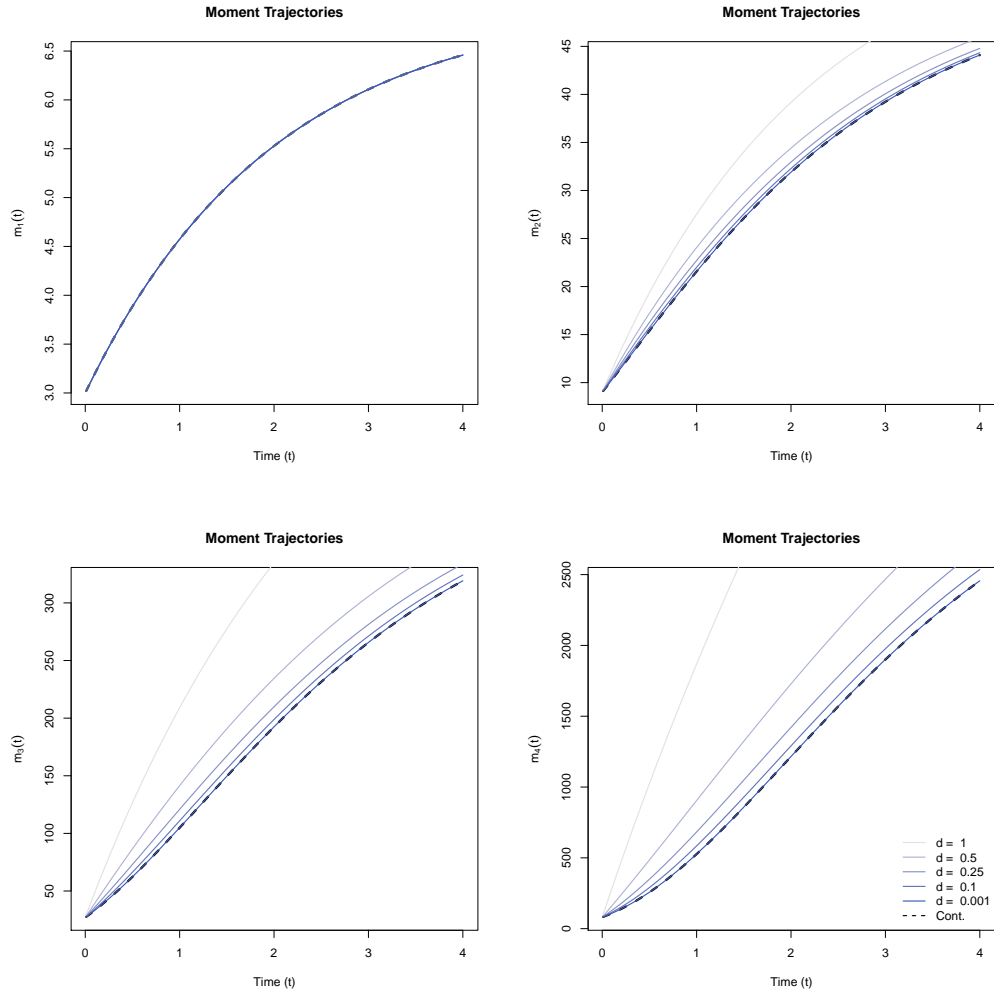 Moment Trajectories
m₁(t)
6.5
6.0
5.5
5.0
4.5
4.0
3.5
3.0
0 1 2 3 4
Time (t)
Moment Trajectories
m₂(t)
45
40
35
30
25
20
15
10
0 1 2 3 4
Time (t)
Moment Trajectories
m₃(t)
300
250
200
150
100
50
0 1 2 3 4
Time (t)
Moment Trajectories
m₄(t)
2500
2000
1500
1000
500
0
0 1 2 3 4
Time (t)
d = 1
d = 0.5
d = 0.25
d = 0.1
d = 0.001
Cont.